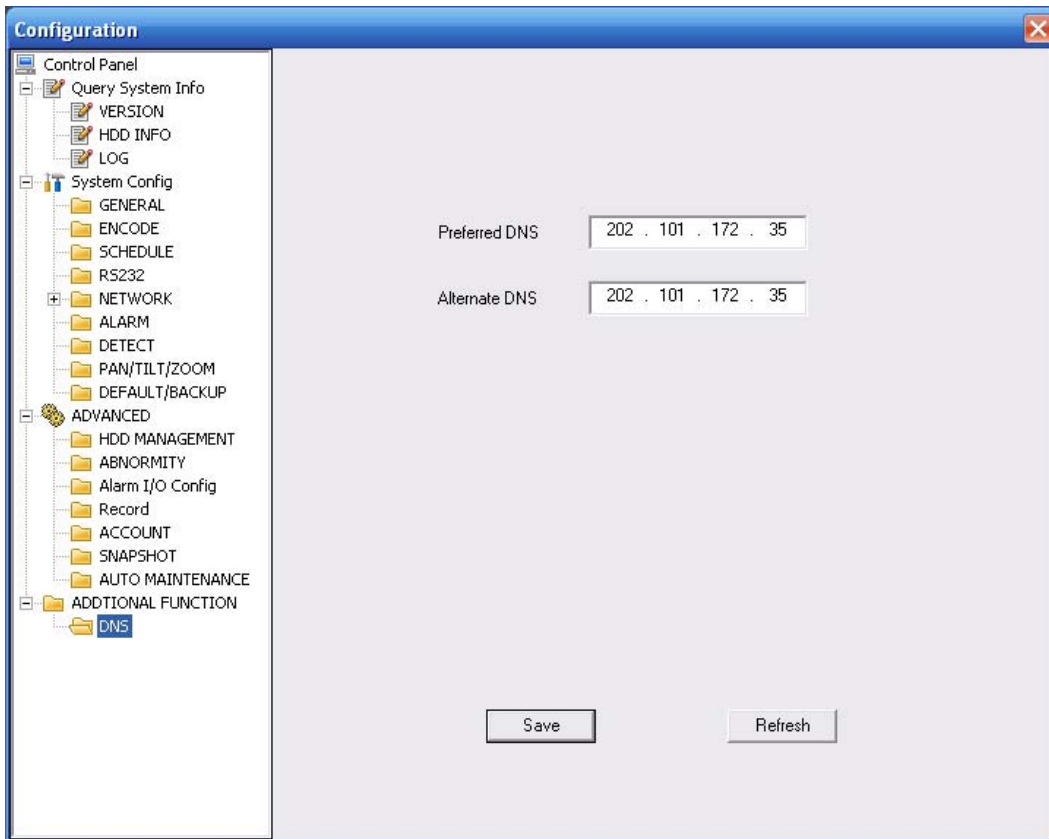 Configuration
Control Panel
Query System Info
VERSION
HDD INFO
LOG
System Config
GENERAL
ENCODE
SCHEDULE
RS232
NETWORK
ALARM
DETECT
PAN/TILT/ZOOM
DEFAULT/BACKUP
ADVANCED
HDD MANAGEMENT
ABNORMITY
Alarm I/O Config
Record
ACCOUNT
SNAPSHOT
AUTO MAINTENANCE
ADDTIONAL FUNCTION
DNS
Preferred DNS 202 . 101 . 172 . 35
Alternate DNS 202 . 101 . 172 . 35
Save Refresh